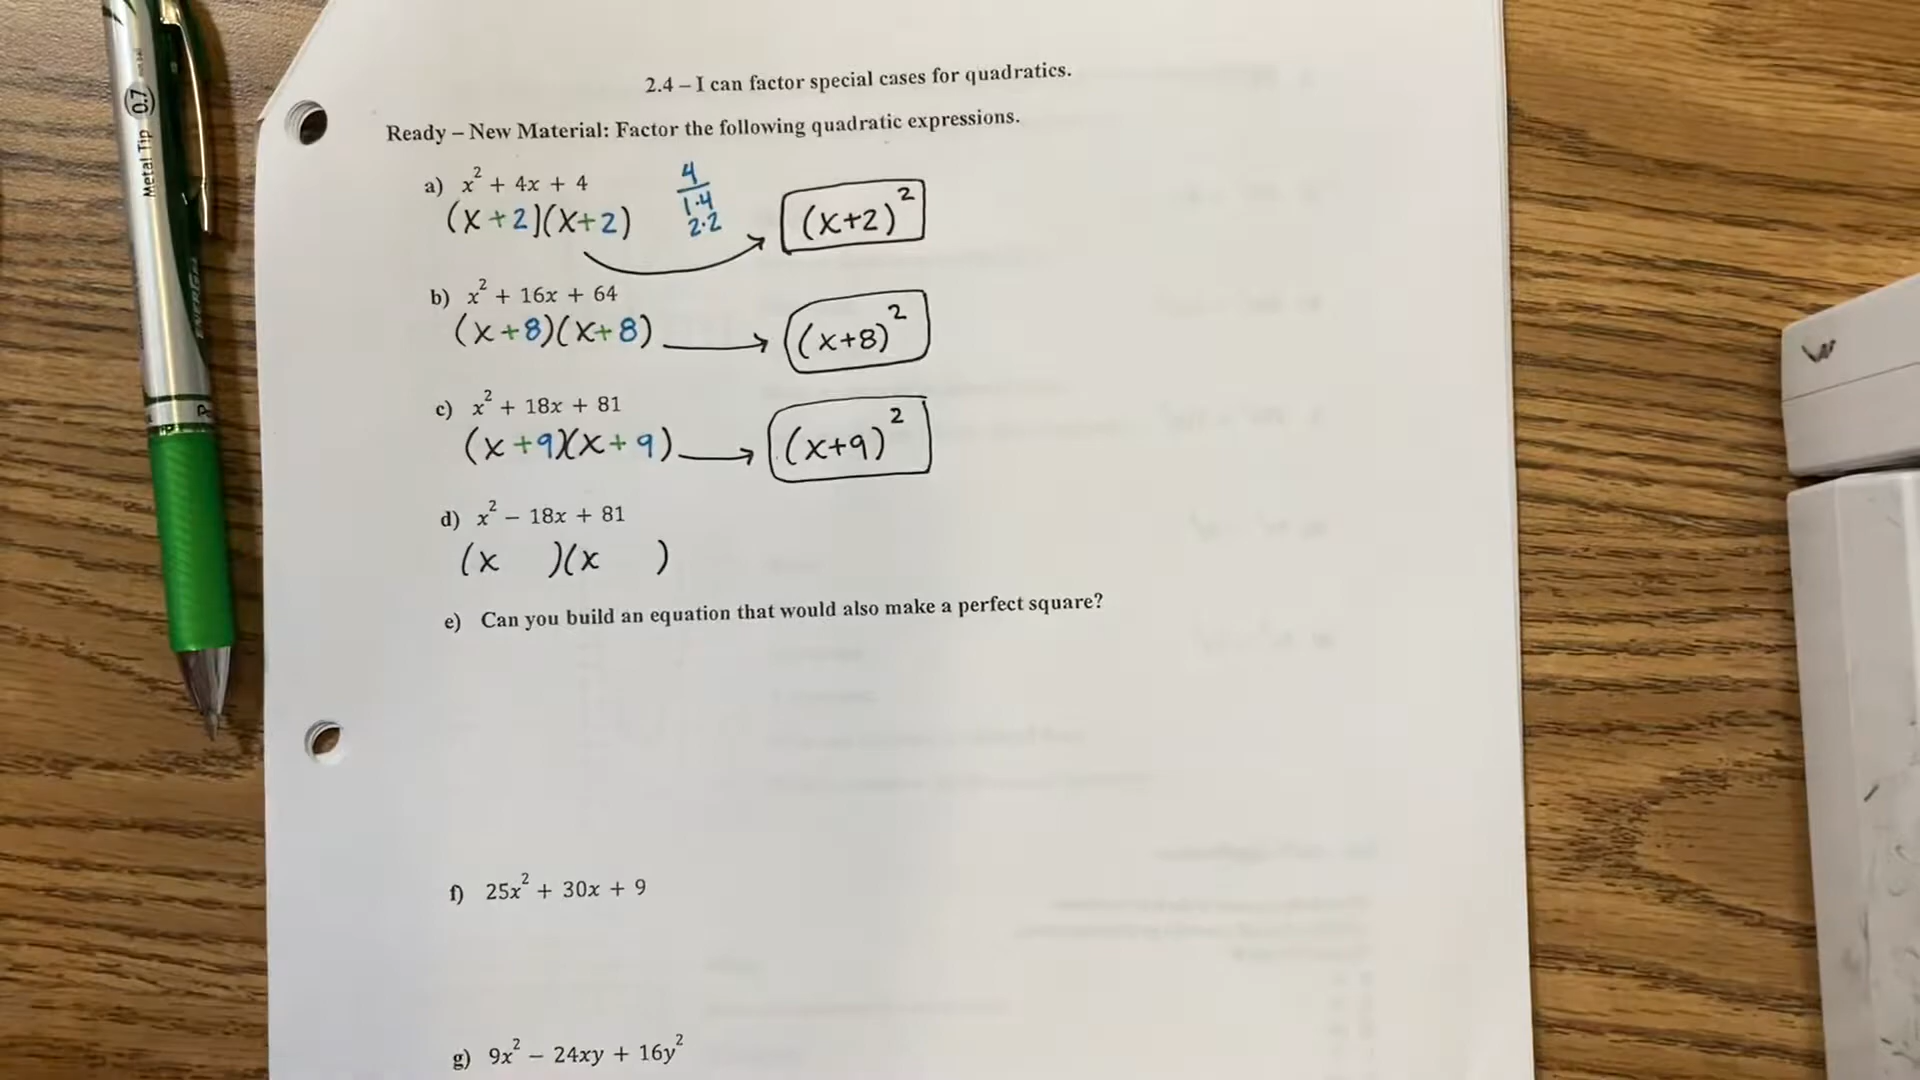 2.4 – I can factor special cases for quadratics.
Ready – New Material: Factor the following quadratic expressions.
a) x² + 4x + 4
(x+2)(x+2)
4
1·4
2·2
(x+2)²
b) x² + 16x + 64
(x+8)(x+8)
(x+8)²
c) x² + 18x + 81
(x+9)(x+9)
(x+9)²
d) x² – 18x + 81
(x )(x )
e) Can you build an equation that would also make a perfect square?
f) 25x² + 30x + 9
g) 9x² – 24xy + 16y²
Metal Tip 0.7
ENERGEL
W